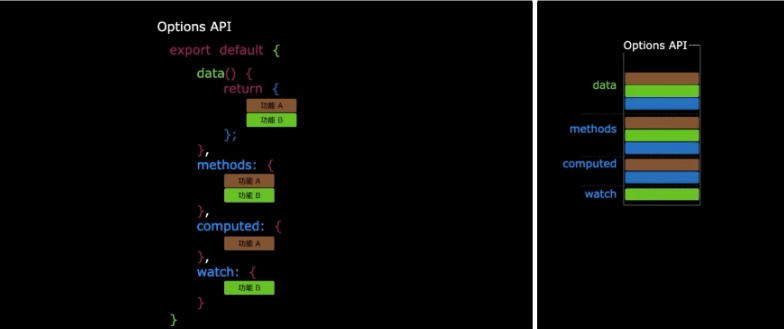 Options API
export default {
data() {
return {
功能 A
功能 B
};
},
methods: {
功能 A
功能 B
},
computed: {
功能 A
},
watch: {
功能 B
}
}
Options API
data
methods
computed
watch